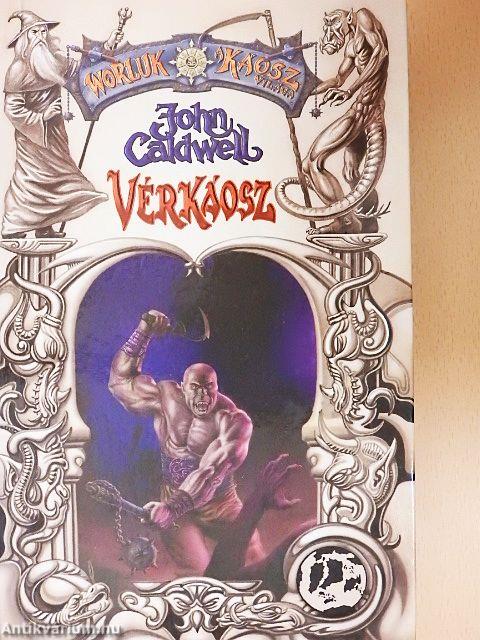 WORLUK A KÁOSZ VILÁGA
John
Caldwell
VÉRKÁOSZ
Antikvarium.hu